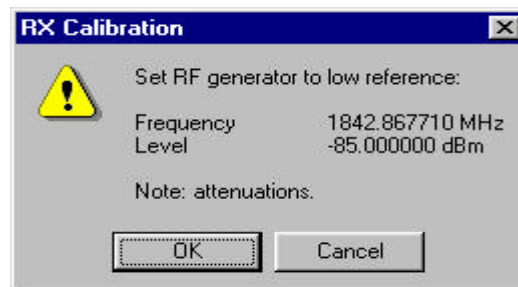 RX Calibration
Set RF generator to low reference:
Frequency 1842.867710 MHz
Level -85.000000 dBm
Note: attenuations.
OK Cancel